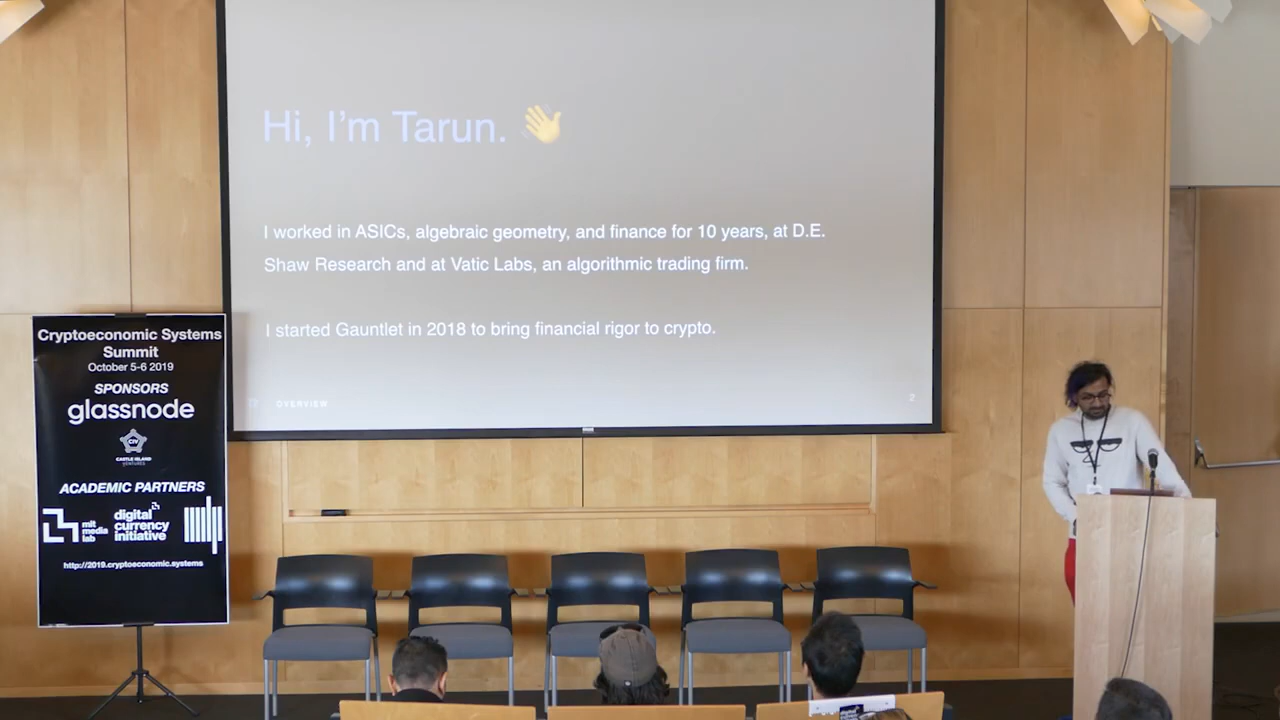 Hi, I'm Tarun. 👋
I worked in ASICs, algebraic geometry, and finance for 10 years, at D.E.
Shaw Research and at Vatic Labs, an algorithmic trading firm.
I started Gauntlet in 2018 to bring financial rigor to crypto.
OVERVIEW
2
Cryptoeconomic Systems
Summit
October 5-6 2019
SPONSORS
glassnode
CIV
CASTLE ISLAND
VENTURES
ACADEMIC PARTNERS
mit
media
lab
digital
currency
initiative
http://2019.cryptoeconomic.systems